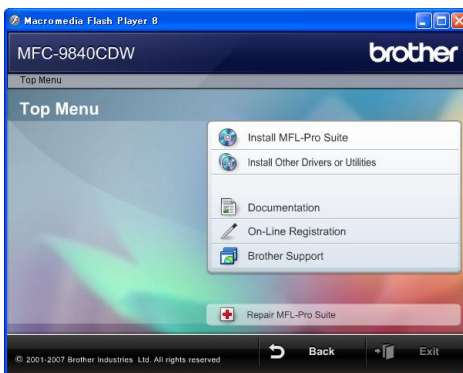 Macromedia Flash Player 8
MFC-9840CDW
brother
Top Menu
Top Menu
Install MFL-Pro Suite
Install Other Drivers or Utilities
Documentation
On-Line Registration
Brother Support
Repair MFL-Pro Suite
© 2001-2007 Brother Industries Ltd. All rights reserved
Back
Exit